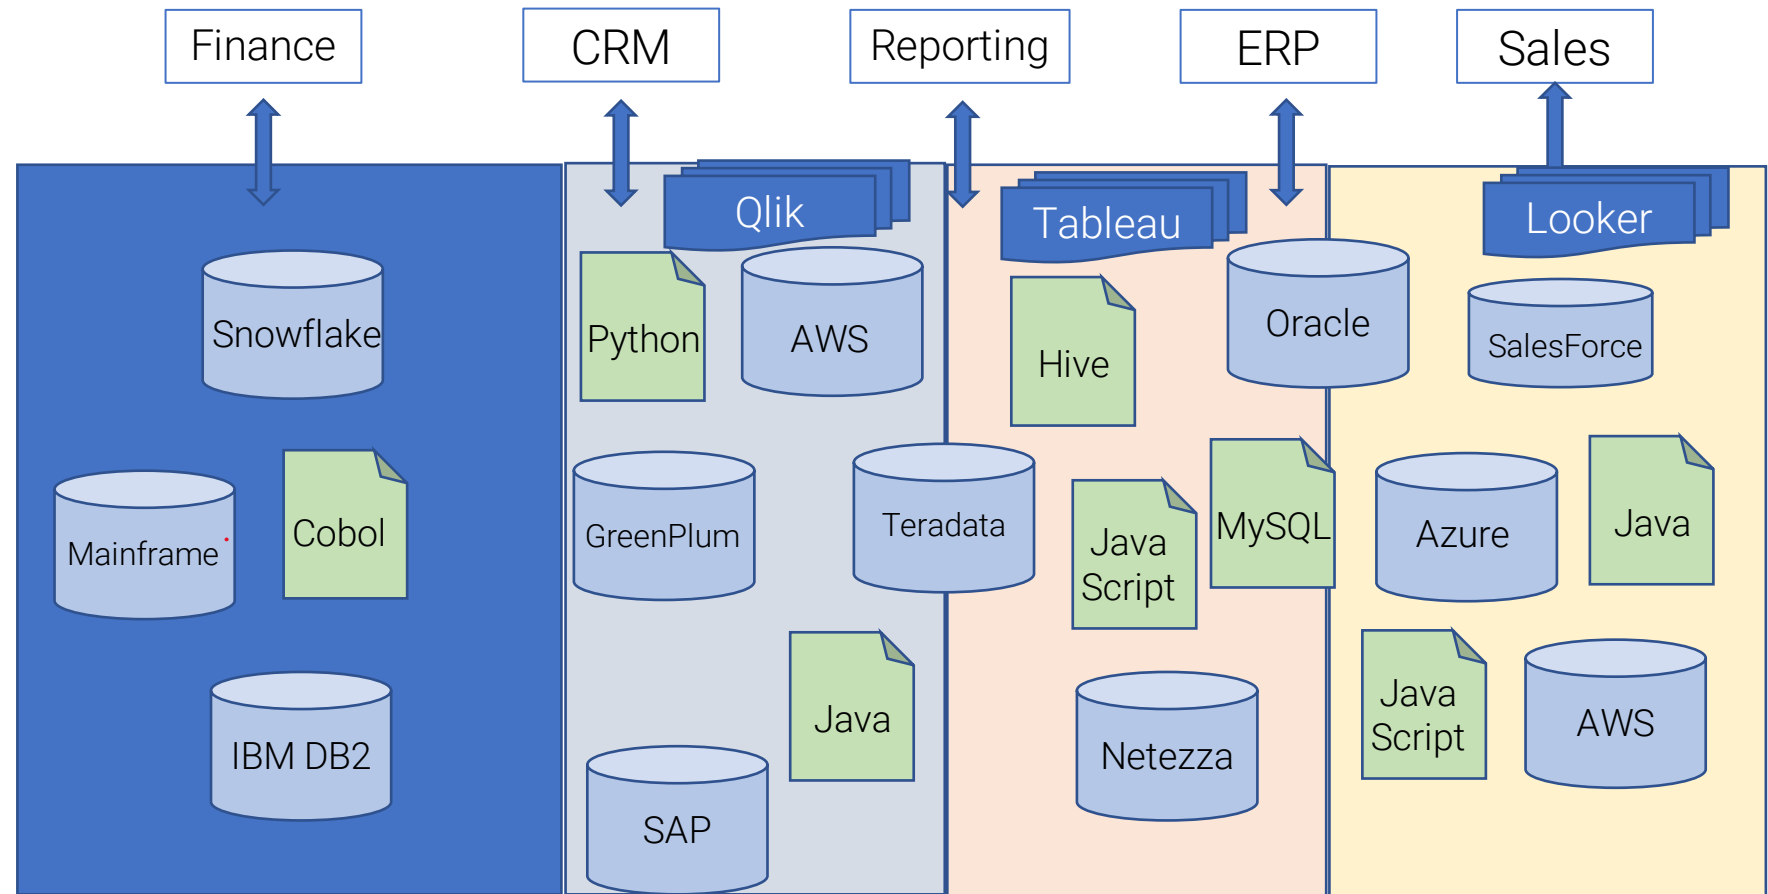 Finance
CRM
Reporting
ERP
Sales
Qlik
Tableau
Looker
Snowflake
Python
AWS
Hive
Oracle
SalesForce
Mainframe
Cobol
GreenPlum
Teradata
Java
Script
MySQL
Azure
Java
IBM DB2
SAP
Java
Netezza
Java
Script
AWS